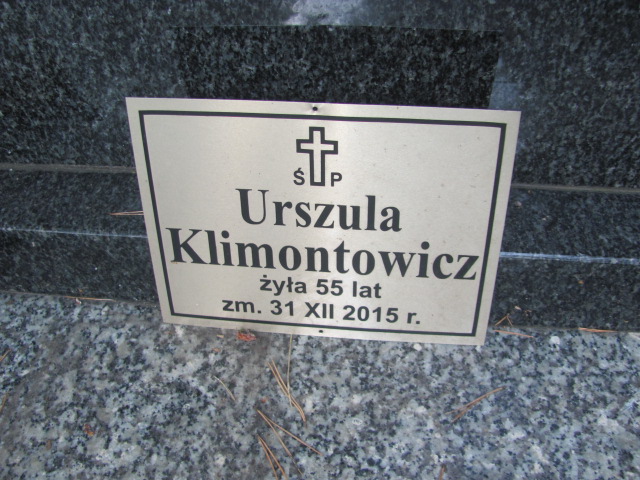 Ś P
Urszula
Klimontowicz
żyła 55 lat
zm. 31 XII 2015 r.